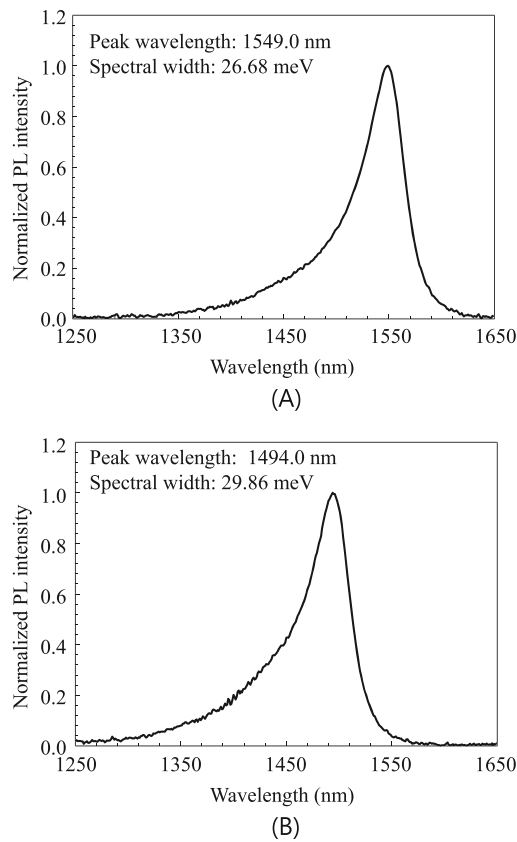 1.2
Peak wavelength: 1549.0 nm
Spectral width: 26.68 meV
1.0
0.8
0.6
0.4
0.2
0.0
Normalized PL intensity
1250 1350 1450 1550 1650
Wavelength (nm)
(A)
1.2
Peak wavelength: 1494.0 nm
Spectral width: 29.86 meV
1.0
0.8
0.6
0.4
0.2
0.0
Normalized PL intensity
1250 1350 1450 1550 1650
Wavelength (nm)
(B)